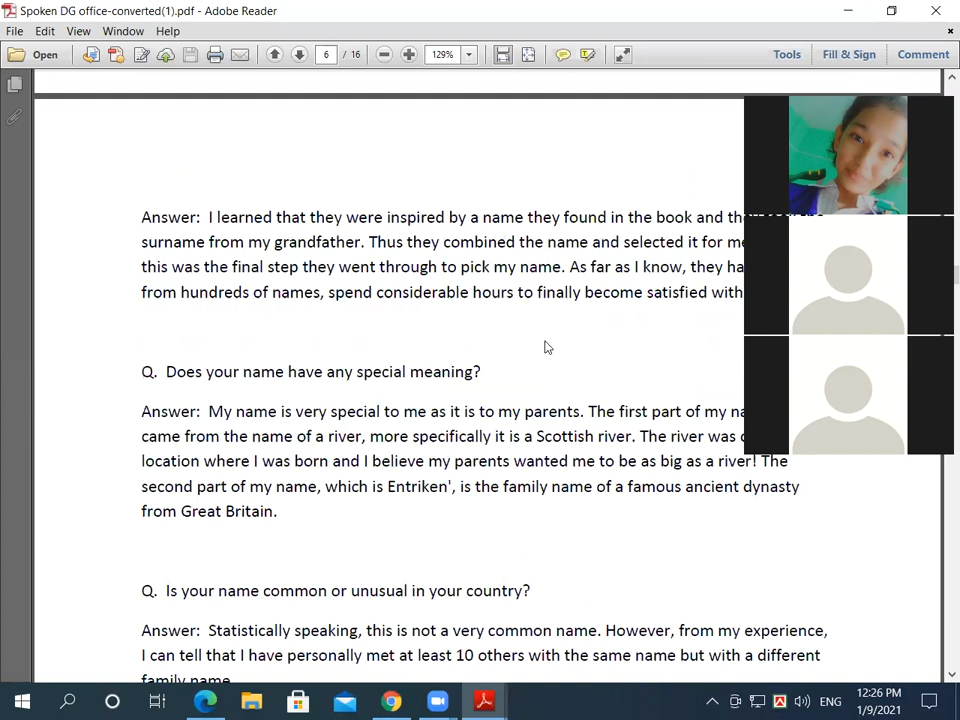 Spoken DG office-converted(1).pdf - Adobe Reader
File Edit View Window Help
Open 6 / 16 129% Tools Fill & Sign Comment
Answer: I learned that they were inspired by a name they found in the book and
surname from my grandfather. Thus they combined the name and selected it for
this was the final step they went through to pick my name. As far as I know, they
from hundreds of names, spend considerable hours to finally become satisfied with
Q. Does your name have any special meaning?
Answer: My name is very special to me as it is to my parents. The first part of my
came from the name of a river, more specifically it is a Scottish river. The river was
location where I was born and I believe my parents wanted me to be as big as a river! The
second part of my name, which is Entriken', is the family name of a famous ancient dynasty
from Great Britain.
Q. Is your name common or unusual in your country?
Answer: Statistically speaking, this is not a very common name. However, from my experience,
I can tell that I have personally met at least 10 others with the same name but with a different
family name
ENG
12:26 PM
1/9/2021